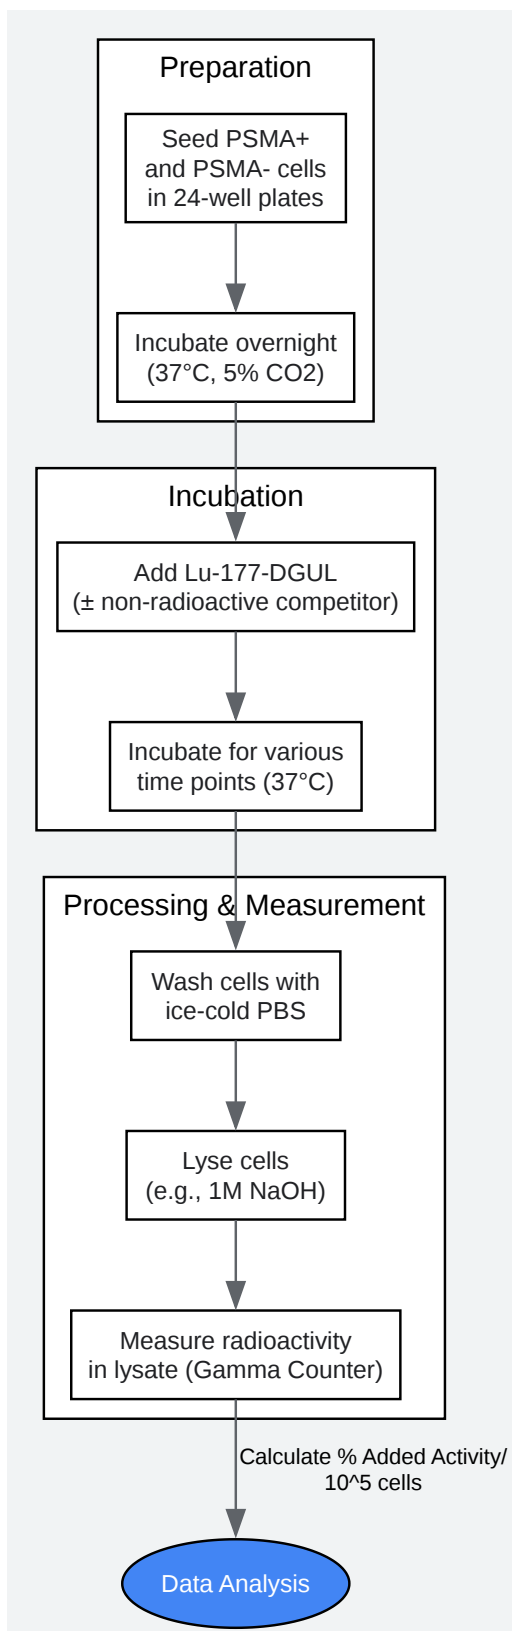 Preparation
Seed PSMA+
and PSMA- cells
in 24-well plates
Incubate overnight
(37°C, 5% CO2)
Incubation
Add Lu-177-DGUL
(± non-radioactive competitor)
Incubate for various
time points (37°C)
Processing & Measurement
Wash cells with
ice-cold PBS
Lyse cells
(e.g., 1M NaOH)
Measure radioactivity
in lysate (Gamma Counter)
Calculate % Added Activity/
10^5 cells
Data Analysis